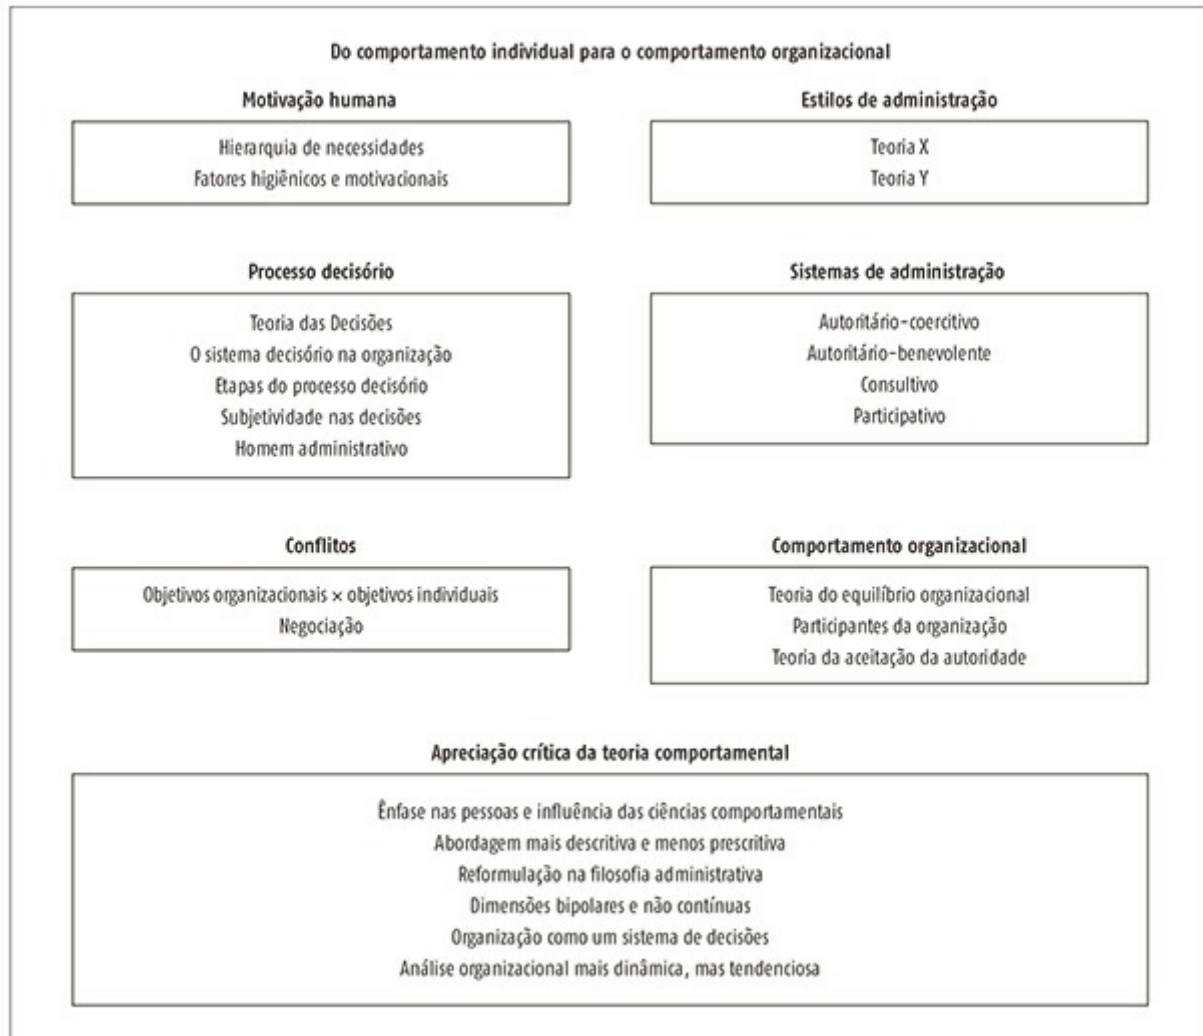 Do comportamento individual para o comportamento organizacional
Motivação humana
Hierarquia de necessidades
Fatores higiênicos e motivacionais
Estilos de administração
Teoria X
Teoria Y
Processo decisório
Teoria das Decisões
O sistema decisório na organização
Etapas do processo decisório
Subjetividade nas decisões
Homem administrativo
Sistemas de administração
Autoritário-coercitivo
Autoritário-benevolente
Consultivo
Participativo
Conflitos
Objetivos organizacionais × objetivos individuais
Negociação
Comportamento organizacional
Teoria do equilíbrio organizacional
Participantes da organização
Teoria da aceitação da autoridade
Apreciação crítica da teoria comportamental
Ênfase nas pessoas e influência das ciências comportamentais
Abordagem mais descritiva e menos prescritiva
Reformulação na filosofia administrativa
Dimensões bipolares e não contínuas
Organização como um sistema de decisões
Análise organizacional mais dinâmica, mas tendenciosa